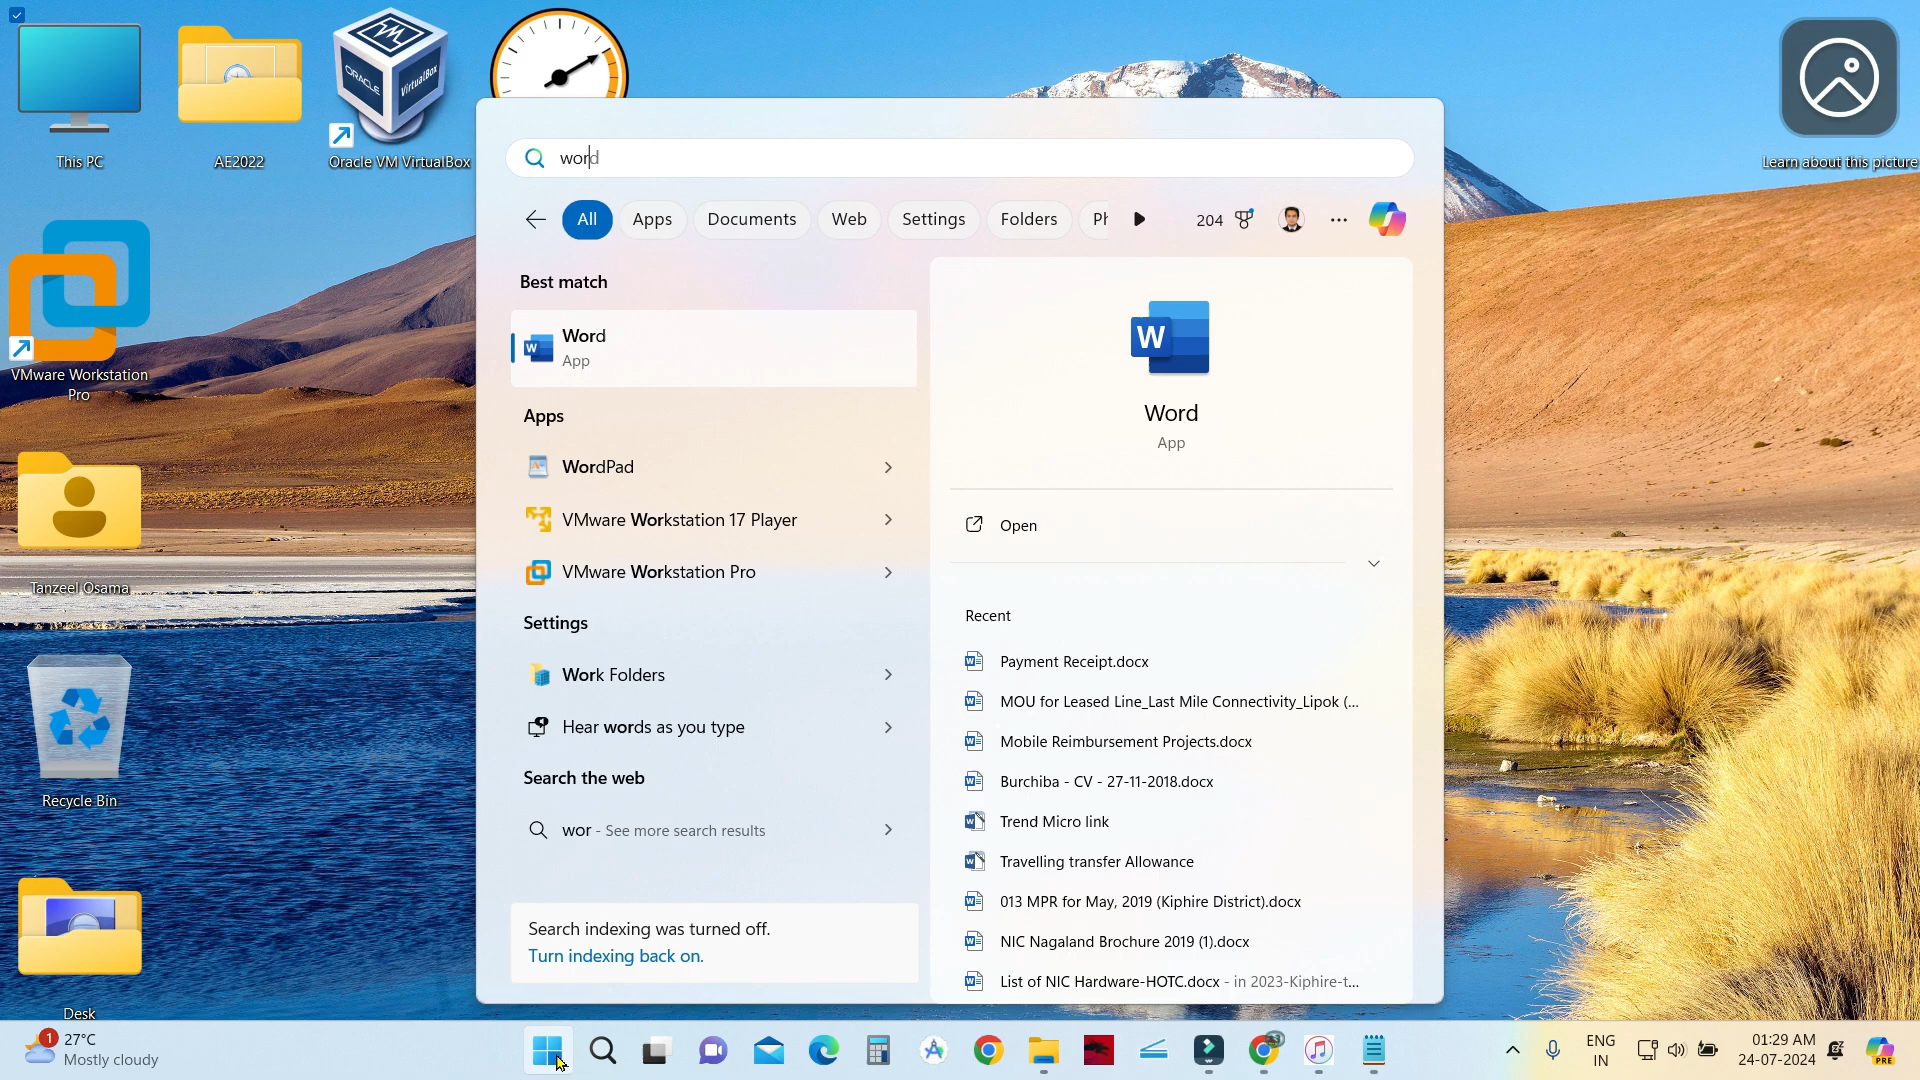 This PC
AE2022
ORACLE
VirtualBox
Oracle VM VirtualBox
Learn about this picture
VMware Workstation
Pro
Tanzeel Osama
Recycle Bin
Desk
word
All
Apps
Documents
Web
Settings
Folders
Ph
204
Best match
Word
App
Apps
WordPad
VMware Workstation 17 Player
VMware Workstation Pro
Settings
Work Folders
Hear words as you type
Search the web
wor - See more search results
Search indexing was turned off.
Turn indexing back on.
W
Word
App
Open
Recent
Payment Receipt.docx
MOU for Leased Line_Last Mile Connectivity_Lipok (...
Mobile Reimbursement Projects.docx
Burchiba - CV - 27-11-2018.docx
Trend Micro link
Travelling transfer Allowance
013 MPR for May, 2019 (Kiphire District).docx
NIC Nagaland Brochure 2019 (1).docx
List of NIC Hardware-HOTC.docx - in 2023-Kiphire-t...
1
27°C
Mostly cloudy
ENG
IN
01:29 AM
24-07-2024
PRE